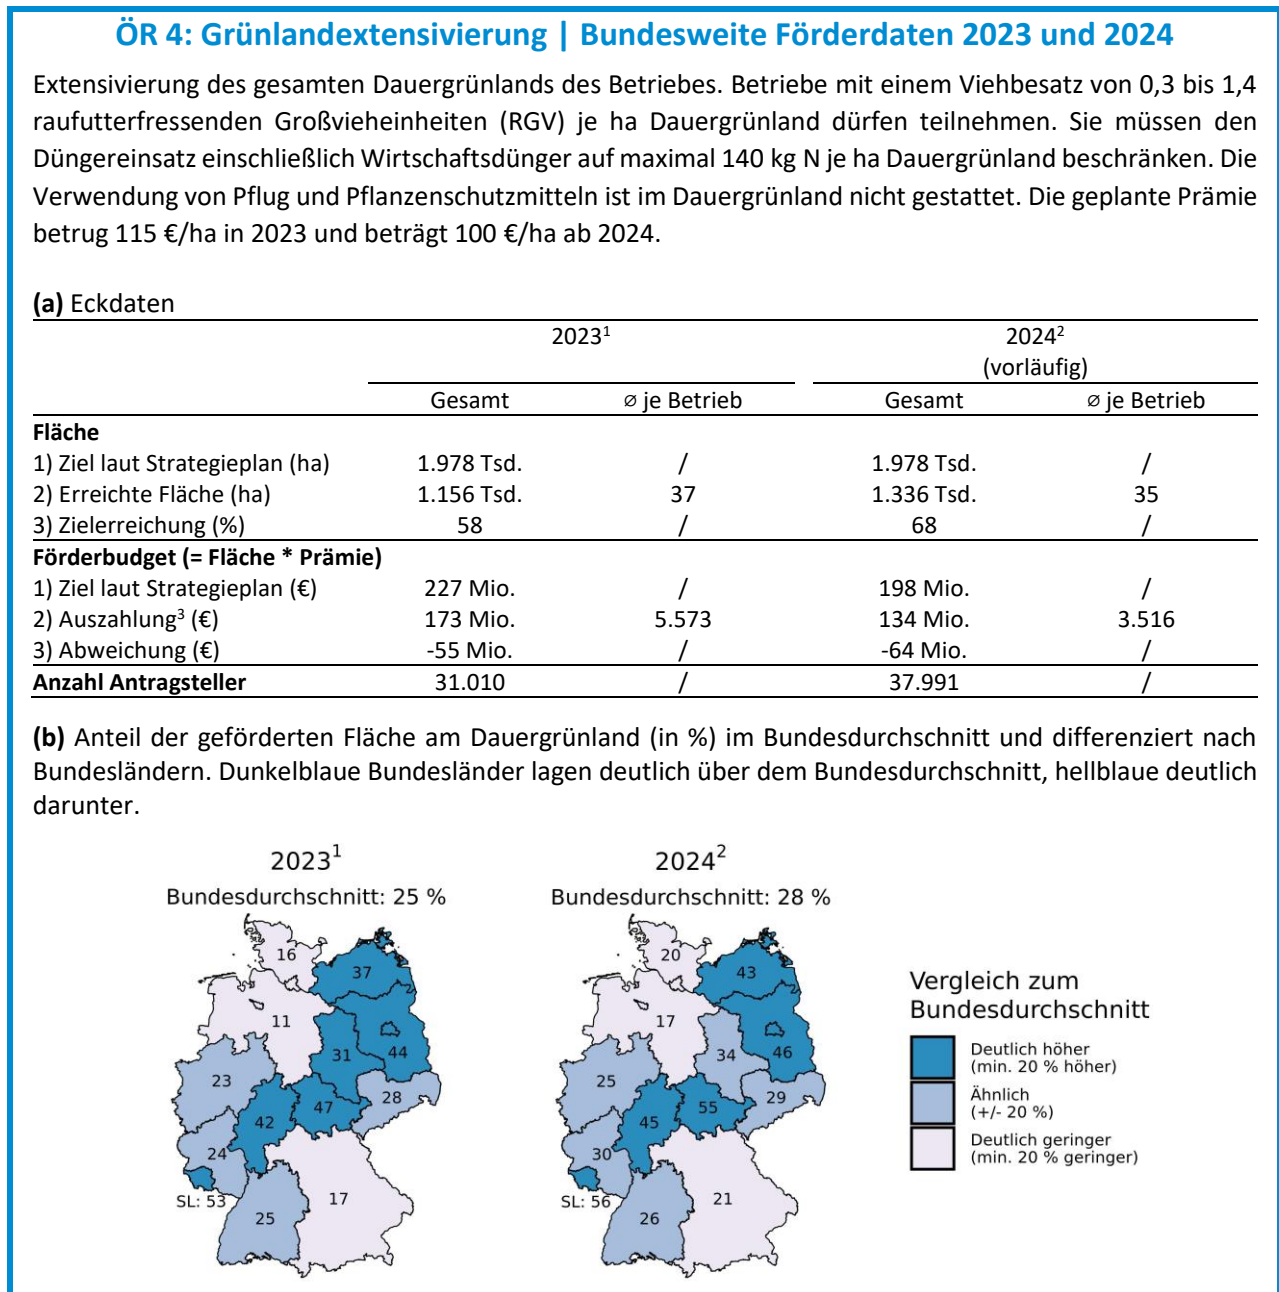 ÖR 4: Grünlandextensivierung | Bundesweite Förderdaten 2023 und 2024
Extensivierung des gesamten Dauergrünlands des Betriebes. Betriebe mit einem Viehbesatz von 0,3 bis 1,4
raufutterfressenden Großvieheinheiten (RGV) je ha Dauergrünland dürfen teilnehmen. Sie müssen den
Düngereinsatz einschließlich Wirtschaftsdünger auf maximal 140 kg N je ha Dauergrünland beschränken. Die
Verwendung von Pflug und Pflanzenschutzmitteln ist im Dauergrünland nicht gestattet. Die geplante Prämie
betrug 115 €/ha in 2023 und beträgt 100 €/ha ab 2024.
(a) Eckdaten
2023¹ 2024²
(vorläufig)
Gesamt ⌀ je Betrieb Gesamt ⌀ je Betrieb
Fläche
1) Ziel laut Strategieplan (ha) 1.978 Tsd. / 1.978 Tsd. /
2) Erreichte Fläche (ha) 1.156 Tsd. 37 1.336 Tsd. 35
3) Zielerreichung (%) 58 / 68 /
Förderbudget (= Fläche * Prämie)
1) Ziel laut Strategieplan (€) 227 Mio. / 198 Mio. /
2) Auszahlung³ (€) 173 Mio. 5.573 134 Mio. 3.516
3) Abweichung (€) -55 Mio. / -64 Mio. /
Anzahl Antragsteller 31.010 / 37.991 /
(b) Anteil der geförderten Fläche am Dauergrünland (in %) im Bundesdurchschnitt und differenziert nach
Bundesländern. Dunkelblaue Bundesländer lagen deutlich über dem Bundesdurchschnitt, hellblaue deutlich
darunter.
2023¹
Bundesdurchschnitt: 25 %
16
37
11
31
44
23
47
28
42
24
SL: 53
17
25
2024²
Bundesdurchschnitt: 28 %
20
43
17
34
46
25
55
29
45
30
SL: 56
21
26
Vergleich zum
Bundesdurchschnitt
Deutlich höher
(min. 20 % höher)
Ähnlich
(+/- 20 %)
Deutlich geringer
(min. 20 % geringer)